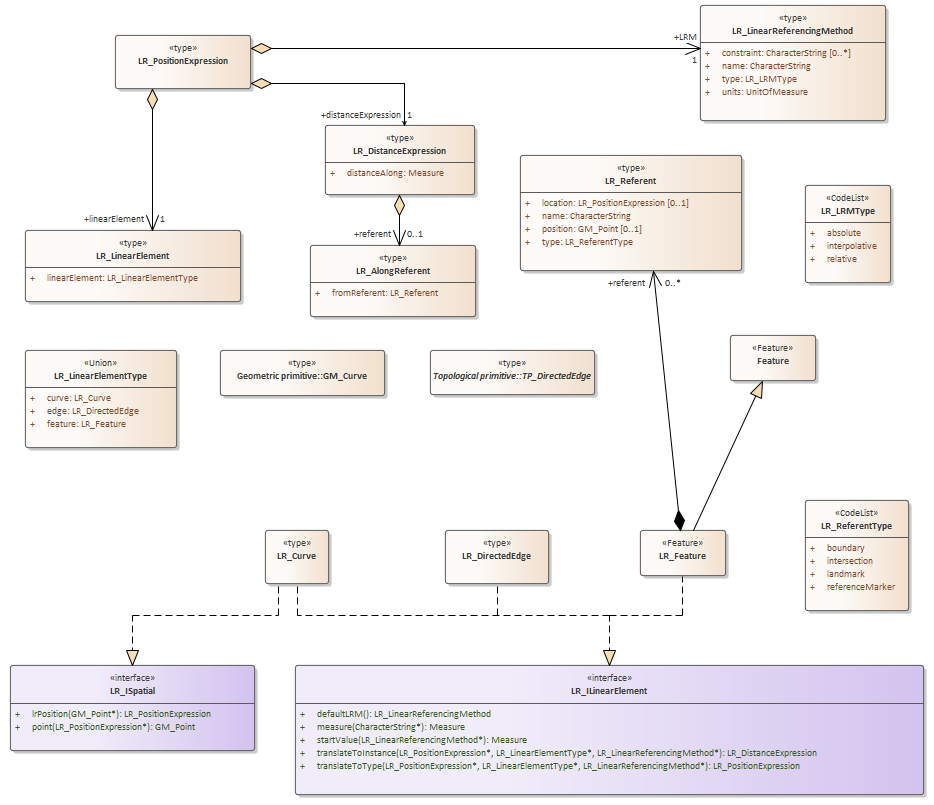 «type»
LR_PositionExpression
+LRM
1
«type»
LR_LinearReferencingMethod
+ constraint: CharacterString [0..*]
+ name: CharacterString
+ type: LR_LRMType
+ units: UnitOfMeasure
+distanceExpression 1
«type»
LR_DistanceExpression
+ distanceAlong: Measure
+linearElement 1
«type»
LR_LinearElement
+ linearElement: LR_LinearElementType
+referent 0..1
«type»
LR_AlongReferent
+ fromReferent: LR_Referent
«type»
LR_Referent
+ location: LR_PositionExpression [0..1]
+ name: CharacterString
+ position: GM_Point [0..1]
+ type: LR_ReferentType
+referent 0..*
«CodeList»
LR_LRMType
+ absolute
+ interpolative
+ relative
«Union»
LR_LinearElementType
+ curve: LR_Curve
+ edge: LR_DirectedEdge
+ feature: LR_Feature
«type»
Geometric primitive::GM_Curve
«type»
Topological primitive::TP_DirectedEdge
«Feature»
Feature
«type»
LR_Curve
«type»
LR_DirectedEdge
«Feature»
LR_Feature
«CodeList»
LR_ReferentType
+ boundary
+ intersection
+ landmark
+ referenceMarker
«interface»
LR_ISpatial
+ lrPosition(GM_Point*): LR_PositionExpression
+ point(LR_PositionExpression*): GM_Point
«interface»
LR_ILinearElement
+ defaultLRM(): LR_LinearReferencingMethod
+ measure(CharacterString*): Measure
+ startValue(LR_LinearReferencingMethod*): Measure
+ translateToInstance(LR_PositionExpression*, LR_LinearElementType*, LR_LinearReferencingMethod*): LR_DistanceExpression
+ translateToType(LR_PositionExpression*, LR_LinearElementType*, LR_LinearReferencingMethod*): LR_PositionExpression